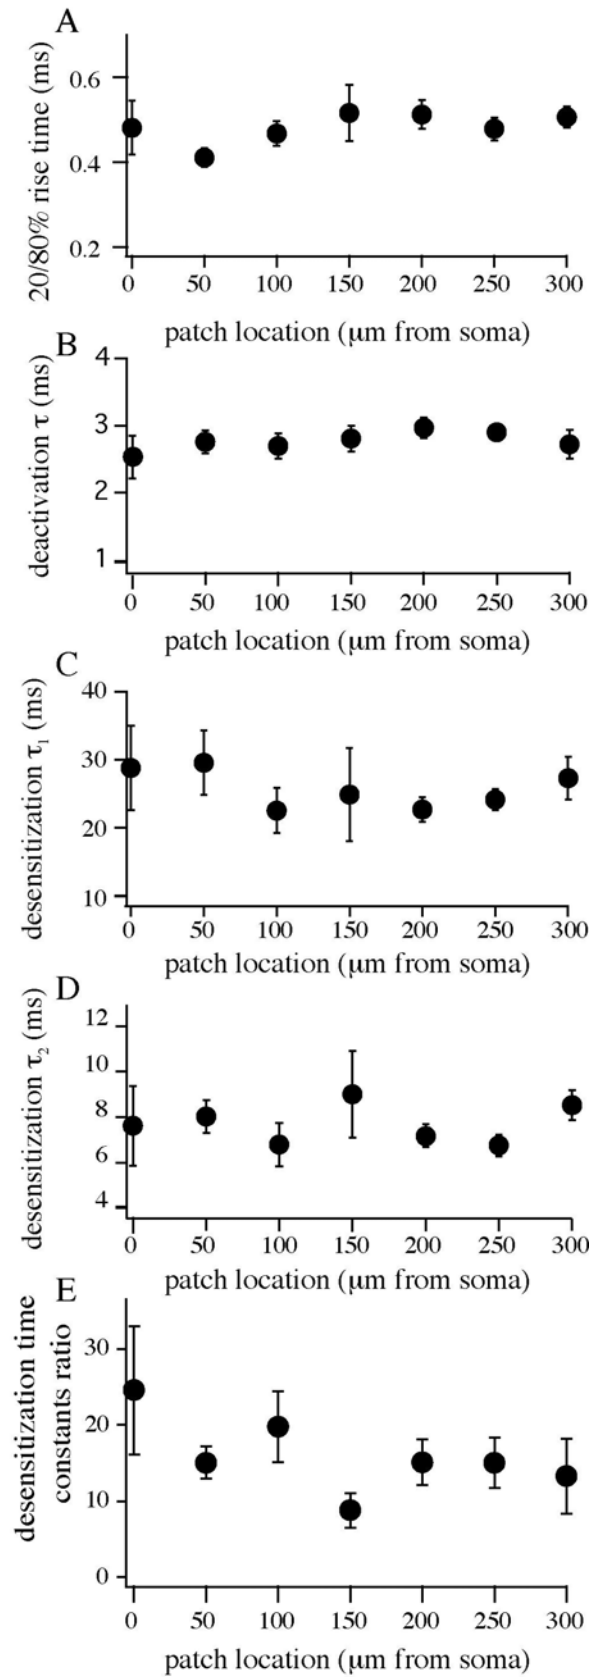 A
20/80% rise time (ms)
0.6
0.4
0.2
0 50 100 150 200 250 300
patch location (μm from soma)
B
deactivation τ (ms)
4
3
2
1
0 50 100 150 200 250 300
patch location (μm from soma)
C
desensitization τ₁ (ms)
40
30
20
10
0 50 100 150 200 250 300
patch location (μm from soma)
D
desensitization τ₂ (ms)
12
10
8
6
4
0 50 100 150 200 250 300
patch location (μm from soma)
E
desensitization time
constants ratio
30
20
10
0
0 50 100 150 200 250 300
patch location (μm from soma)